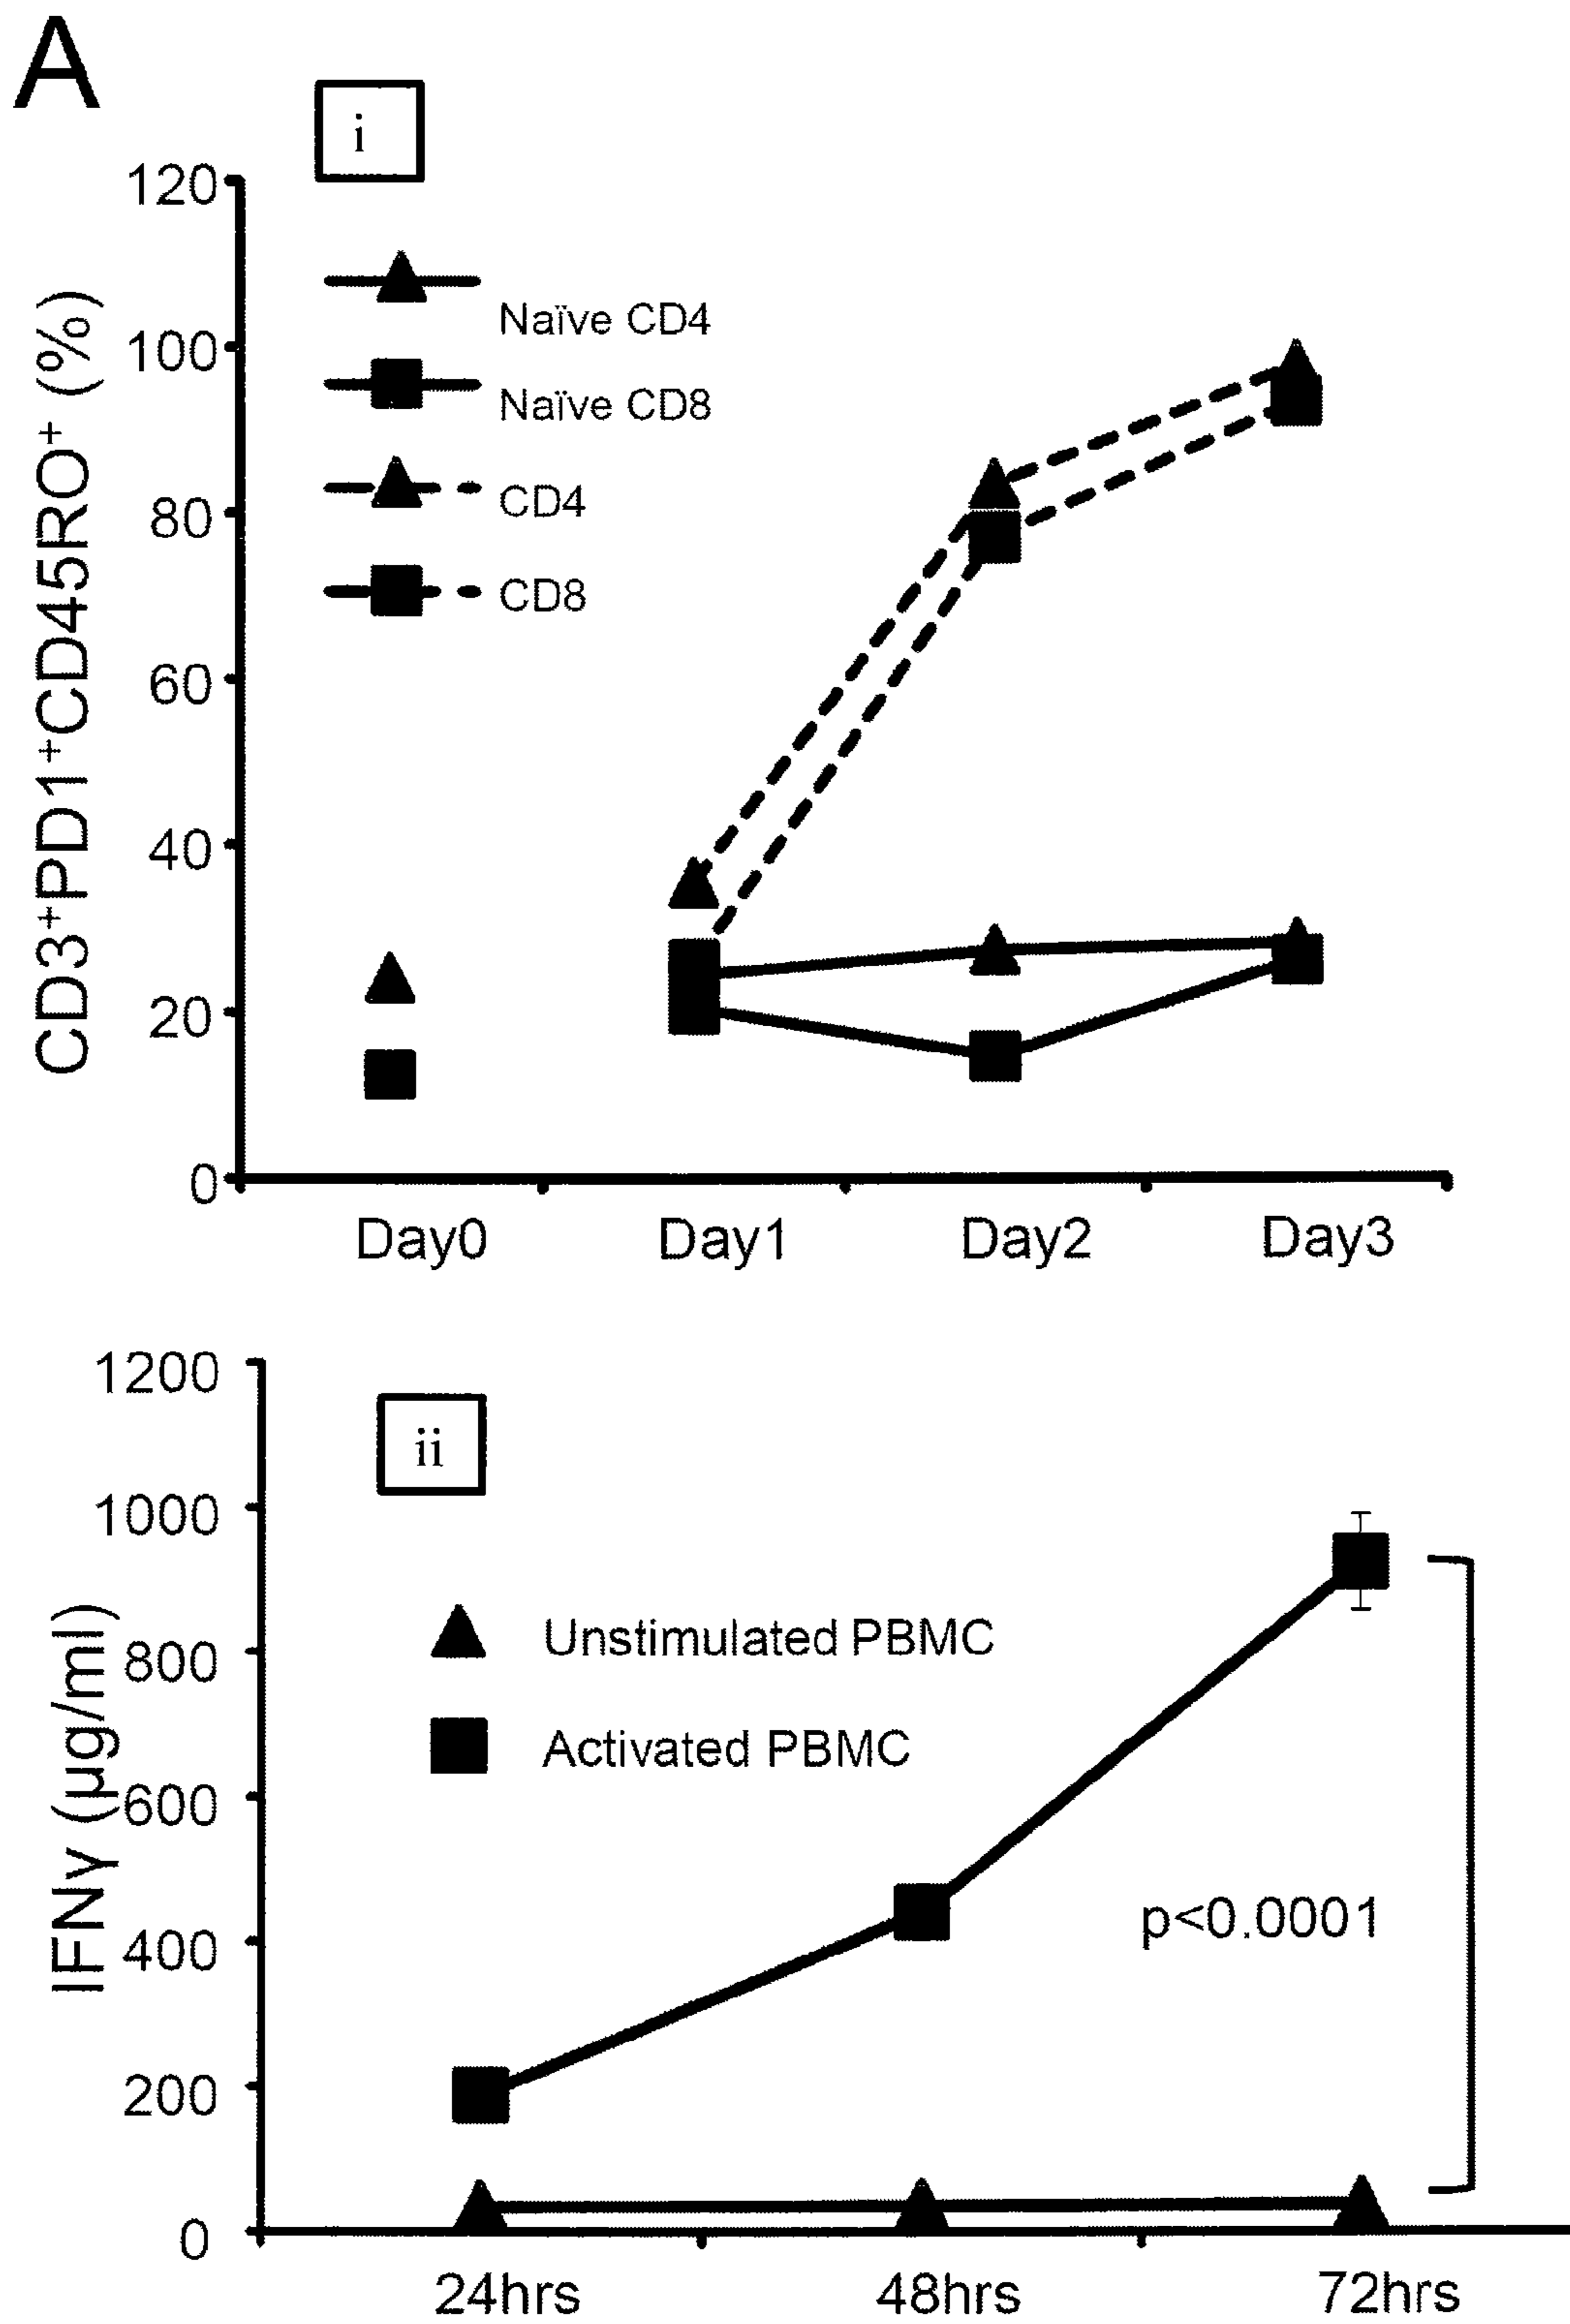 A
i
120
100
80
60
40
20
0
CD3⁺PD1⁺CD45RO⁺ (%)
Naïve CD4
Naïve CD8
CD4
CD8
Day0 Day1 Day2 Day3
ii
1200
1000
800
600
400
200
0
IFNγ (µg/ml)
Unstimulated PBMC
Activated PBMC
p<0.0001
24hrs 48hrs 72hrs